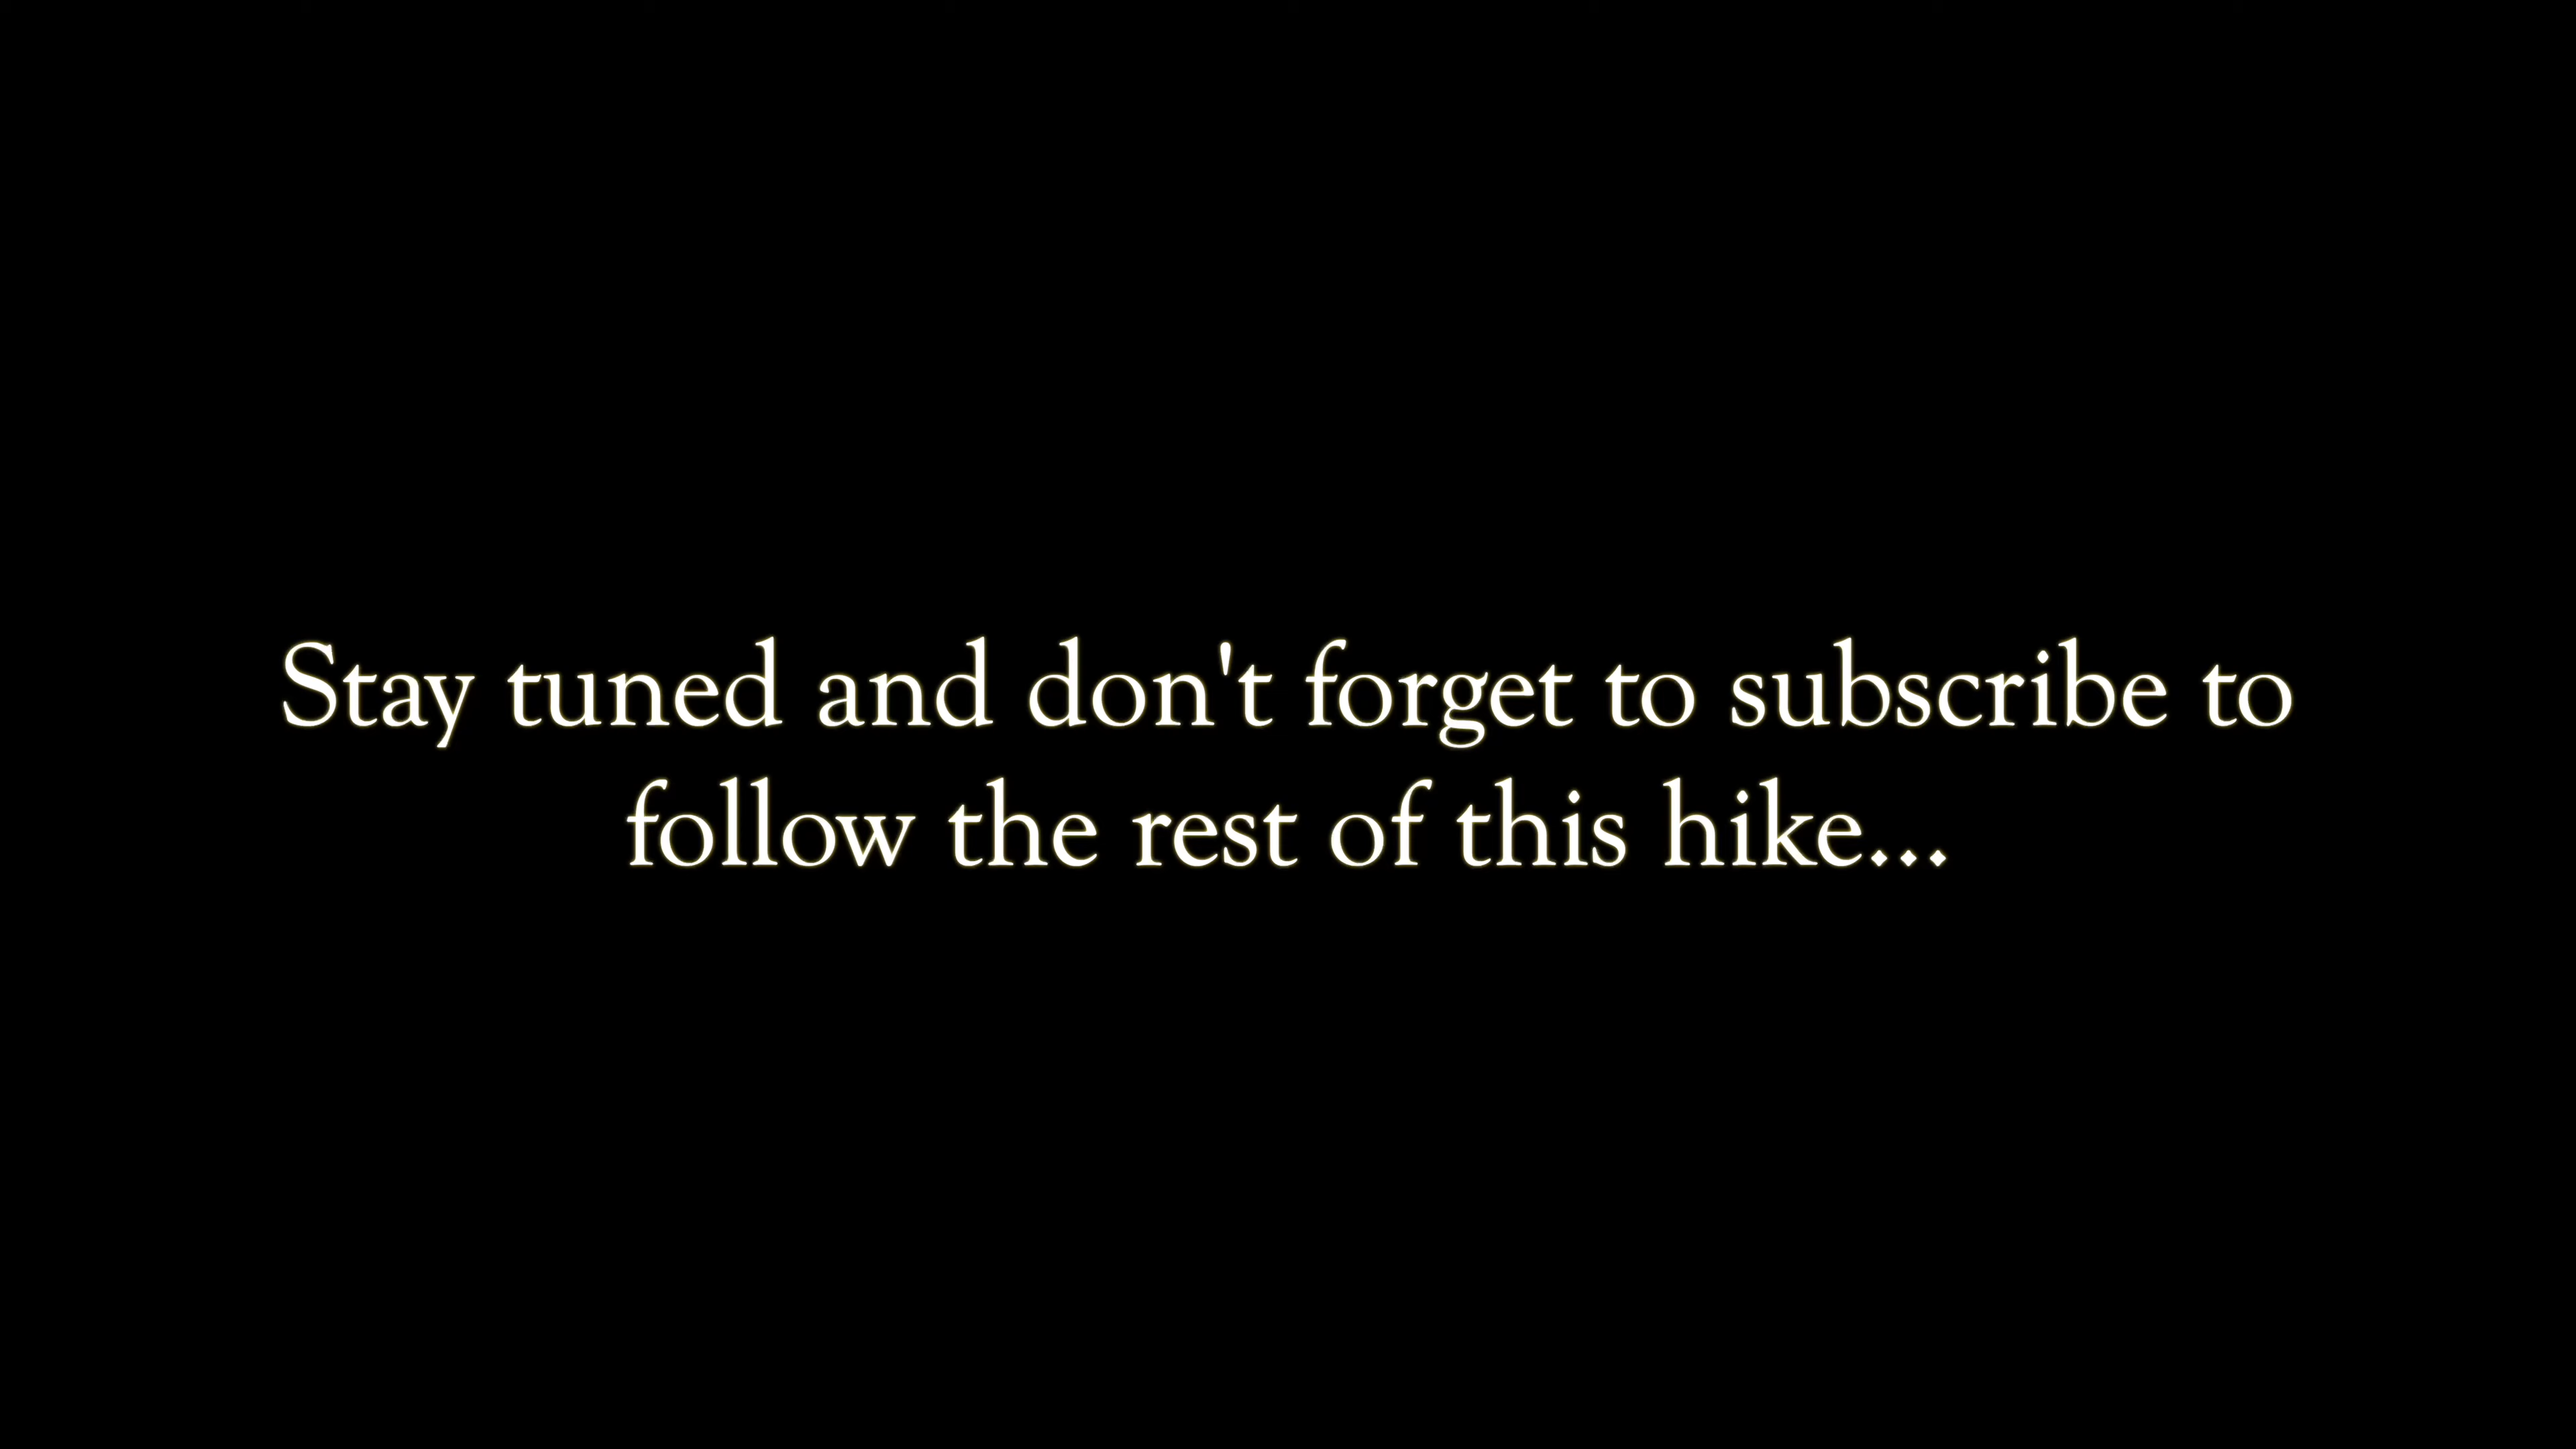 Stay tuned and don't forget to subscribe to
follow the rest of this hike...